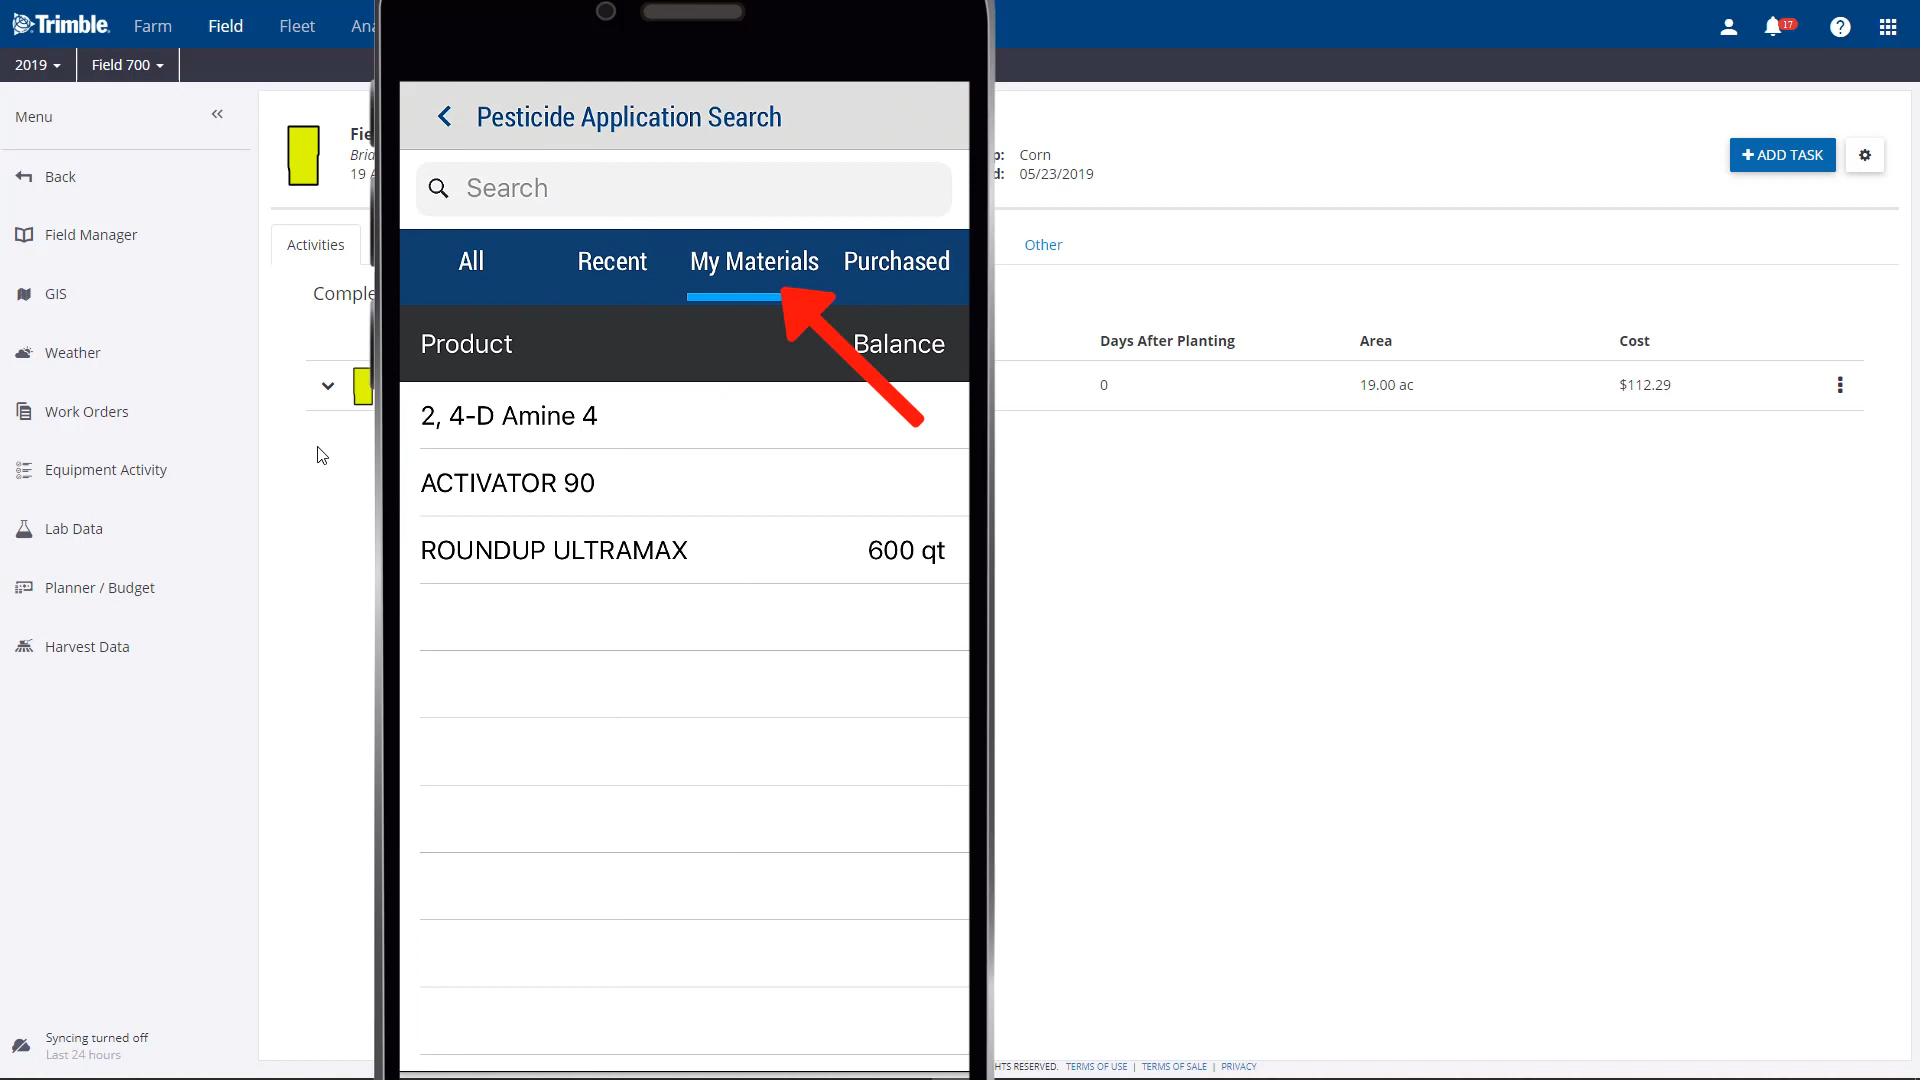 Trimble.
Farm
Field
Fleet
17
2019
Field 700
Menu
Back
Field Manager
GIS
Weather
Work Orders
Equipment Activity
Lab Data
Planner / Budget
Harvest Data
Syncing turned off
Last 24 hours
19
Activities
Pesticide Application Search
Search
All
Recent
My Materials
Purchased
Product
Balance
2, 4-D Amine 4
ACTIVATOR 90
ROUNDUP ULTRAMAX
600 qt
Corn
05/23/2019
ADD TASK
Other
Days After Planting
Area
Cost
0
19.00 ac
$112.29
RESERVED.
TERMS OF USE | TERMS OF SALE | PRIVACY